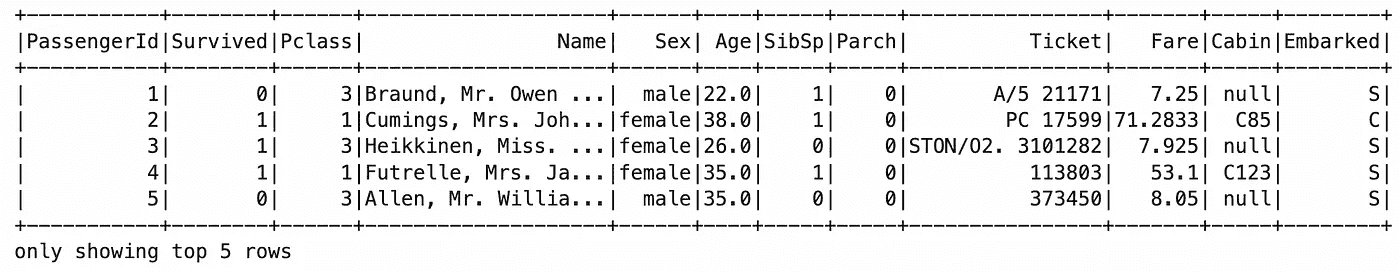 +-----------+--------+------+--------------------+------+----+-----+-----+----------------+-------+-----+--------+
|PassengerId|Survived|Pclass|                Name|   Sex| Age|SibSp|Parch|          Ticket|   Fare|Cabin|Embarked|
+-----------+--------+------+--------------------+------+----+-----+-----+----------------+-------+-----+--------+
|          1|       0|     3|Braund, Mr. Owen ...|  male|22.0|    1|    0|       A/5 21171|   7.25| null|       S|
|          2|       1|     1|Cumings, Mrs. Joh...|female|38.0|    1|    0|        PC 17599|71.2833|  C85|       C|
|          3|       1|     3|Heikkinen, Miss. ...|female|26.0|    0|    0|STON/O2. 3101282|  7.925| null|       S|
|          4|       1|     1|Futrelle, Mrs. Ja...|female|35.0|    1|    0|          113803|   53.1| C123|       S|
|          5|       0|     3|Allen, Mr. Willia...|  male|35.0|    0|    0|          373450|   8.05| null|       S|
+-----------+--------+------+--------------------+------+----+-----+-----+----------------+-------+-----+--------+
only showing top 5 rows